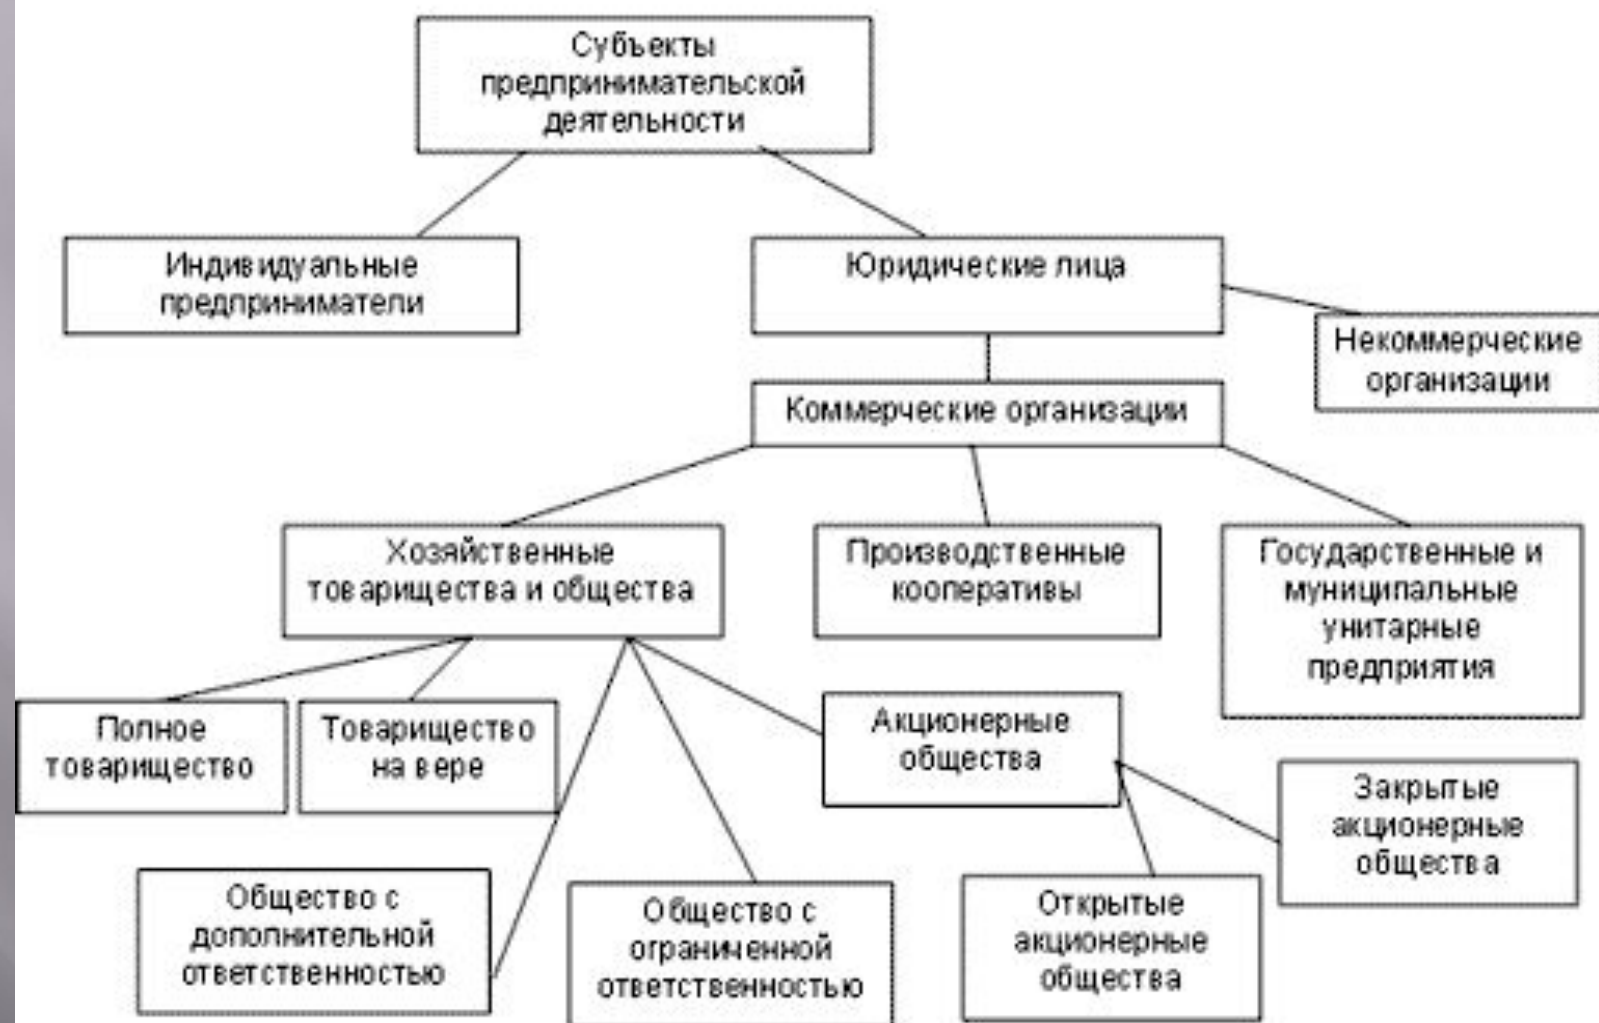 Субъекты
предпринимательской
деятельности
Индивидуальные
предприниматели
Юридические лица
Некоммерческие
организации
Коммерческие организации
Хозяйственные
товарищества и общества
Производственные
кооперативы
Государственные и
муниципальные
унитарные
предприятия
Полное
товарищество
Товарищество
на вере
Акционерные
общества
Закрытые
акционерные
общества
Общество с
дополнительной
ответственностью
Общество с
ограниченной
ответственностью
Открытые
акционерные
общества